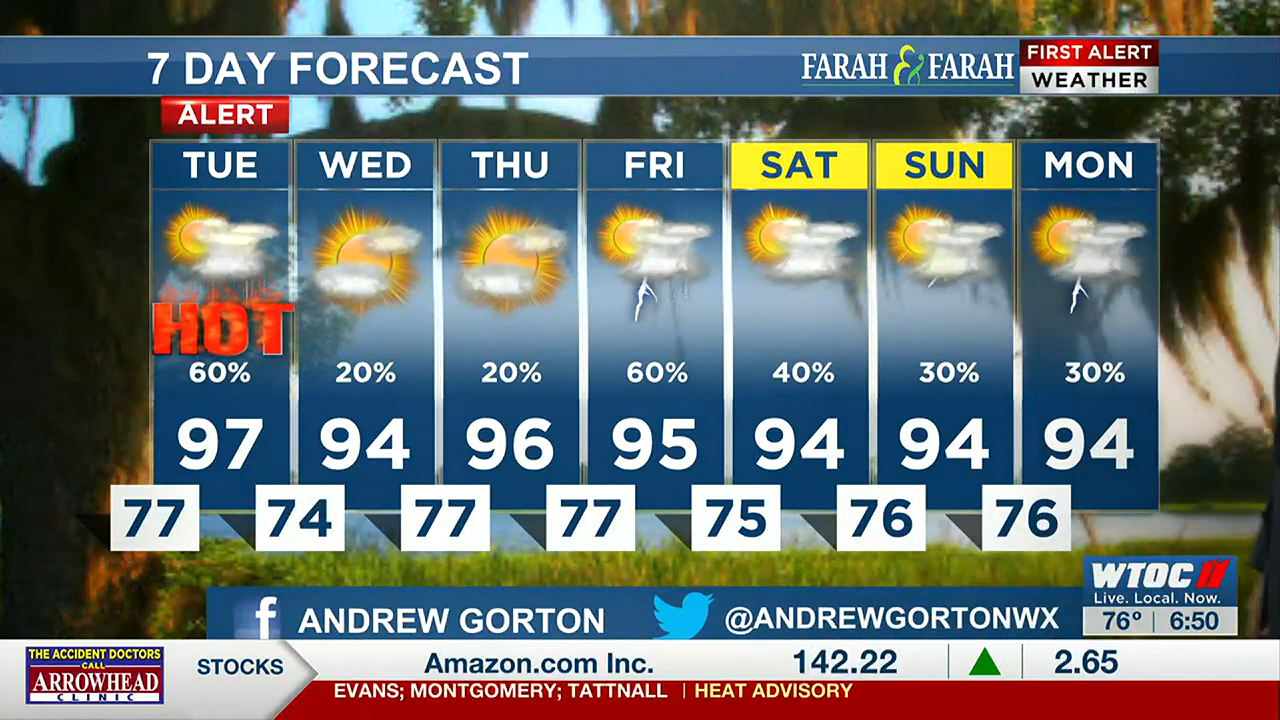 7 DAY FORECAST
FARAH & FARAH
FIRST ALERT
WEATHER
ALERT
TUE WED THU FRI SAT SUN MON
HOT
60% 20% 20% 60% 40% 30% 30%
97 94 96 95 94 94 94
77 74 77 77 75 76 76
WTOC 11
Live. Local. Now.
76° 6:50
f ANDREW GORTON @ANDREWGORTONWX
THE ACCIDENT DOCTORS
CALL
ARROWHEAD
CLINIC
STOCKS Amazon.com Inc. 142.22 ▲ 2.65
EVANS; MONTGOMERY; TATTNALL | HEAT ADVISORY